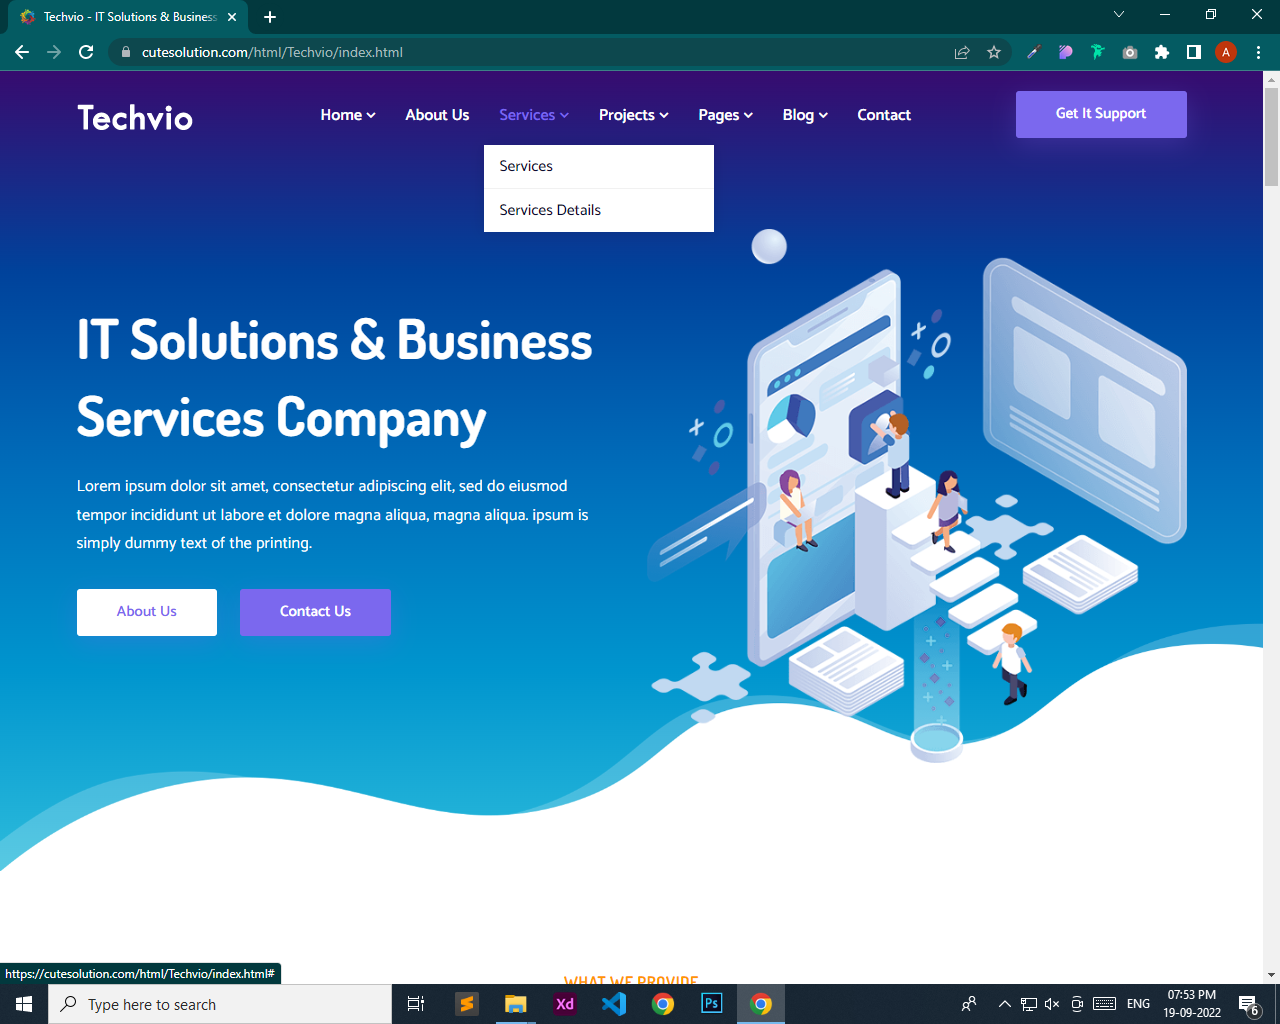 Techvio - IT Solutions & Business
cutesolution.com/html/Techvio/index.html
A
Techvio
Home
About Us
Services
Projects
Pages
Blog
Contact
Get It Support
Services
Services Details
IT Solutions & Business
Services Company
Lorem ipsum dolor sit amet, consectetur adipiscing elit, sed do eiusmod
tempor incididunt ut labore et dolore magna aliqua, magna aliqua. ipsum is
simply dummy text of the printing.
About Us
Contact Us
WHAT WE PROVIDE
https://cutesolution.com/html/Techvio/index.html#
Type here to search
Xd
Ps
ENG
07:53 PM
19-09-2022
6